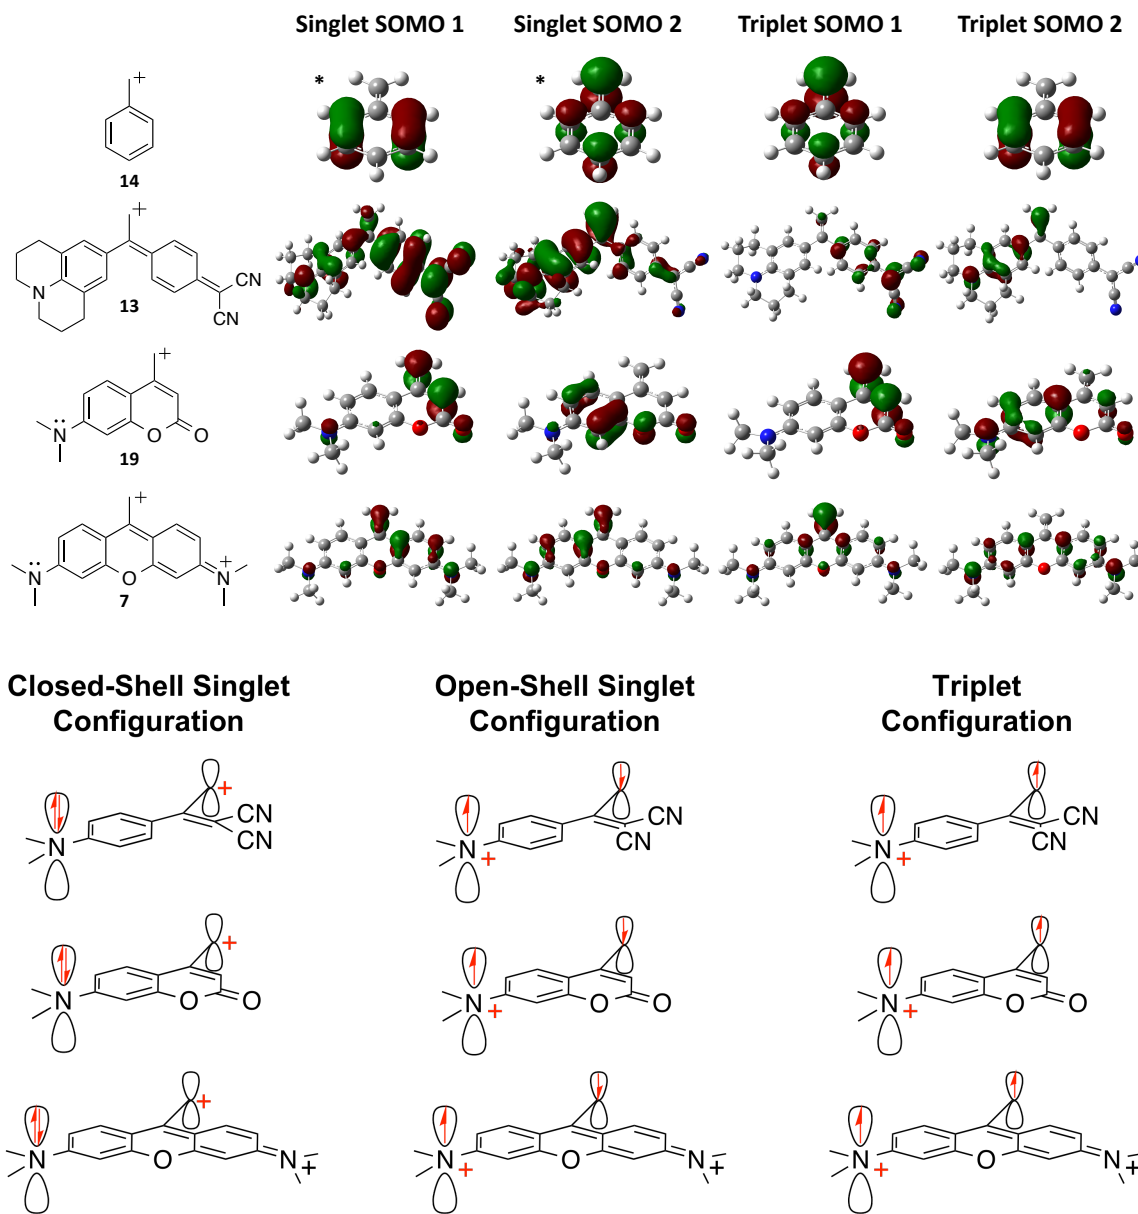 Singlet SOMO 1 Singlet SOMO 2 Triplet SOMO 1 Triplet SOMO 2
+ * *
14
+
N CN
13 CN
+
N O O
19
+
N O N +
7
Closed-Shell Singlet Configuration
Open-Shell Singlet Configuration
Triplet Configuration
+ CN CN N
CN CN N +
CN CN N +
+ N O O
N + O O
N + O O
+ N O N +
N + O N +
N + O N +